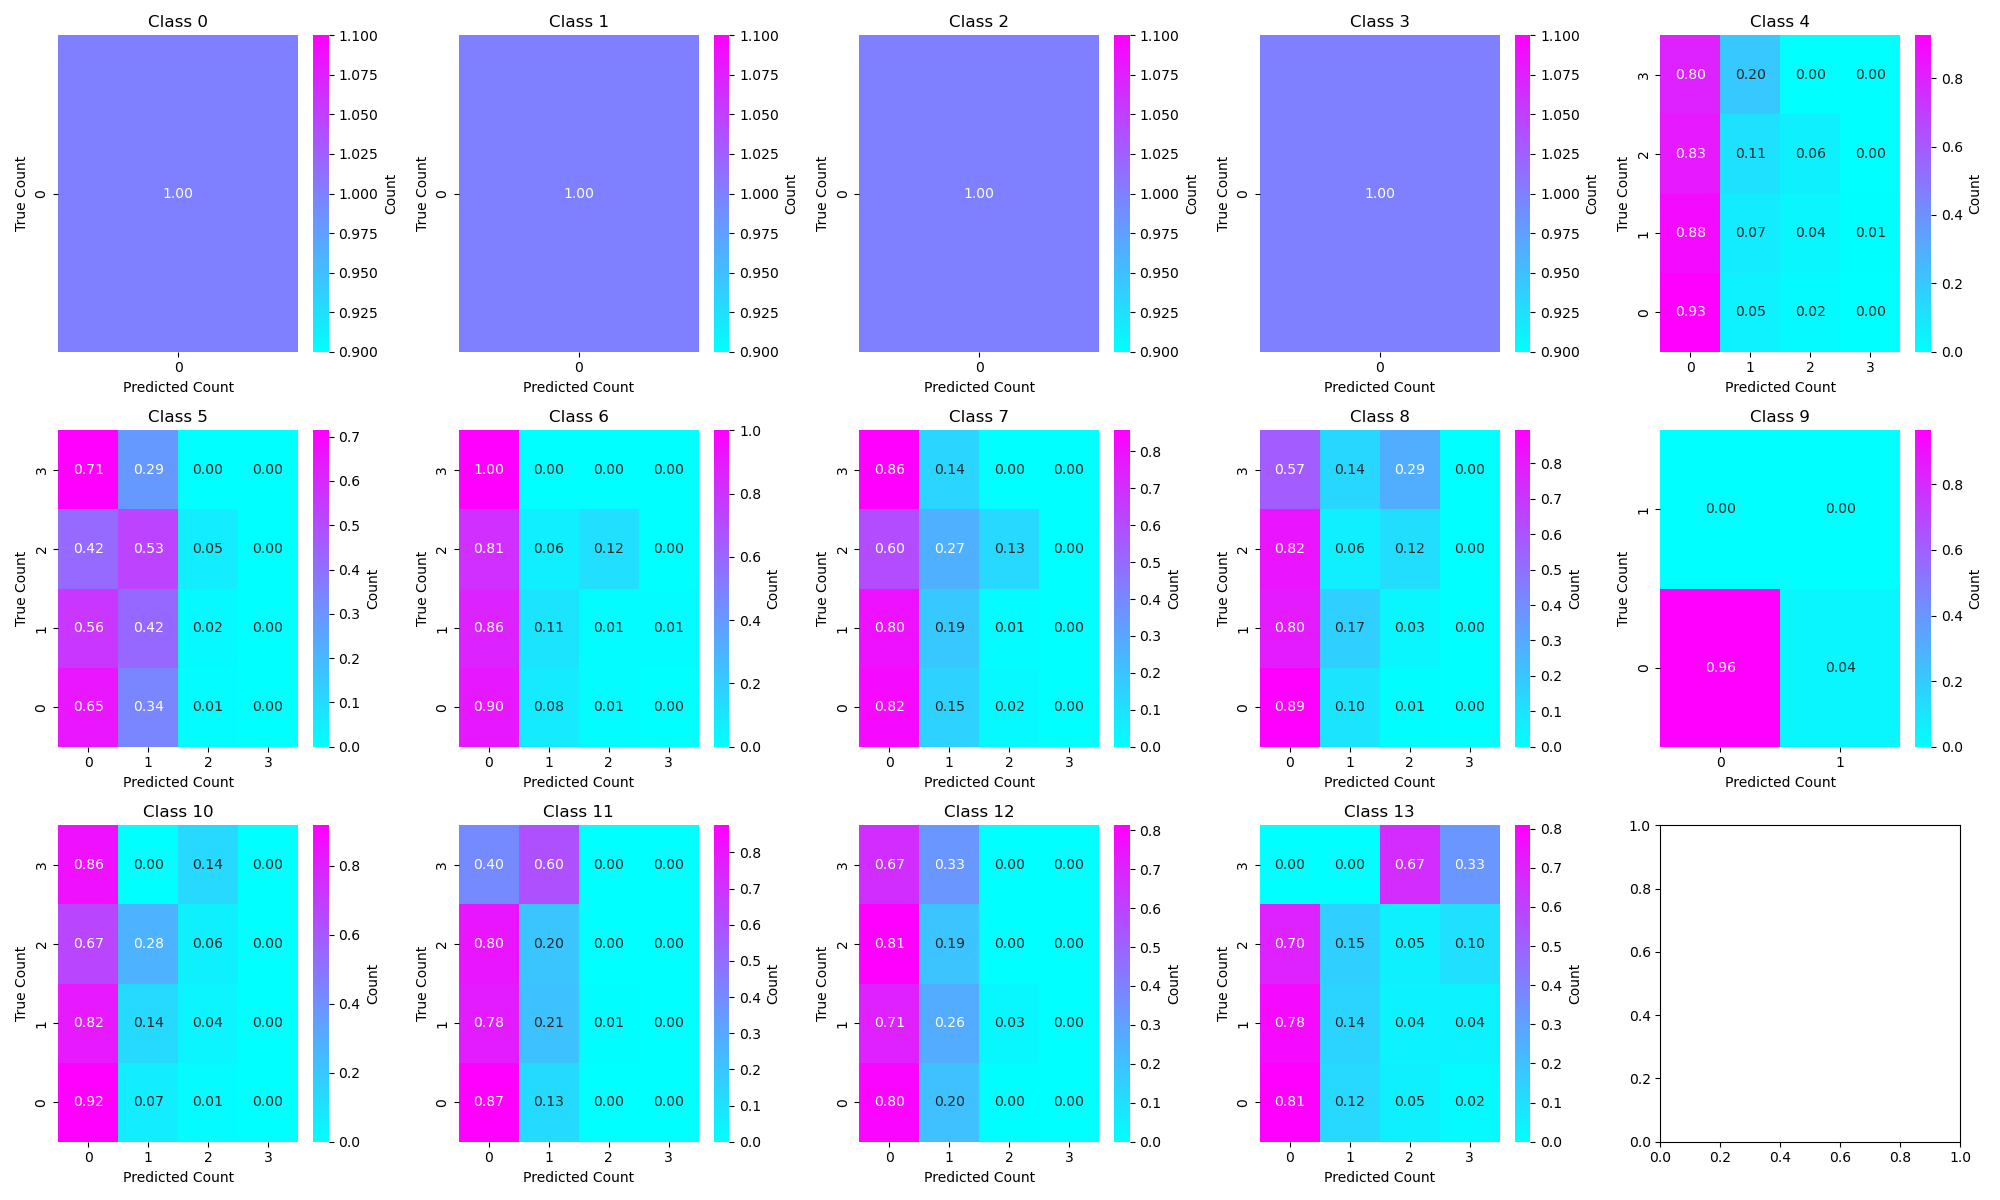 Class 0 Class 1 Class 2 Class 3 Class 4
True Count 0 1.00 1.100 1.075 1.050 1.025 1.000 0.975 0.950 0.925 0.900 Count
0
Predicted Count
True Count 0 1.00 1.100 1.075 1.050 1.025 1.000 0.975 0.950 0.925 0.900 Count
0
Predicted Count
True Count 0 1.00 1.100 1.075 1.050 1.025 1.000 0.975 0.950 0.925 0.900 Count
0
Predicted Count
True Count 0 1.00 1.100 1.075 1.050 1.025 1.000 0.975 0.950 0.925 0.900 Count
0
Predicted Count
True Count
3 0.80 0.20 0.00 0.00
2 0.83 0.11 0.06 0.00
1 0.88 0.07 0.04 0.01
0 0.93 0.05 0.02 0.00
0 1 2 3
Predicted Count
0.8 0.6 0.4 0.2 0.0 Count
Class 5
True Count
3 0.71 0.29 0.00 0.00
2 0.42 0.53 0.05 0.00
1 0.56 0.42 0.02 0.00
0 0.65 0.34 0.01 0.00
0 1 2 3
Predicted Count
0.7 0.6 0.5 0.4 0.3 0.2 0.1 0.0 Count
Class 6
True Count
3 1.00 0.00 0.00 0.00
2 0.81 0.06 0.12 0.00
1 0.86 0.11 0.01 0.01
0 0.90 0.08 0.01 0.00
0 1 2 3
Predicted Count
1.0 0.8 0.6 0.4 0.2 0.0 Count
Class 7
True Count
3 0.86 0.14 0.00 0.00
2 0.60 0.27 0.13 0.00
1 0.80 0.19 0.01 0.00
0 0.82 0.15 0.02 0.00
0 1 2 3
Predicted Count
0.8 0.7 0.6 0.5 0.4 0.3 0.2 0.1 0.0 Count
Class 8
True Count
3 0.57 0.14 0.29 0.00
2 0.82 0.06 0.12 0.00
1 0.80 0.17 0.03 0.00
0 0.89 0.10 0.01 0.00
0 1 2 3
Predicted Count
0.8 0.7 0.6 0.5 0.4 0.3 0.2 0.1 0.0 Count
Class 9
True Count
1 0.00 0.00
0 0.96 0.04
0 1
Predicted Count
0.8 0.6 0.4 0.2 0.0 Count
Class 10
True Count
3 0.86 0.00 0.14 0.00
2 0.67 0.28 0.06 0.00
1 0.82 0.14 0.04 0.00
0 0.92 0.07 0.01 0.00
0 1 2 3
Predicted Count
0.8 0.6 0.4 0.2 0.0 Count
Class 11
True Count
3 0.40 0.60 0.00 0.00
2 0.80 0.20 0.00 0.00
1 0.78 0.21 0.01 0.00
0 0.87 0.13 0.00 0.00
0 1 2 3
Predicted Count
0.8 0.7 0.6 0.5 0.4 0.3 0.2 0.1 0.0 Count
Class 12
True Count
3 0.67 0.33 0.00 0.00
2 0.81 0.19 0.00 0.00
1 0.71 0.26 0.03 0.00
0 0.80 0.20 0.00 0.00
0 1 2 3
Predicted Count
0.8 0.7 0.6 0.5 0.4 0.3 0.2 0.1 0.0 Count
Class 13
True Count
3 0.00 0.00 0.67 0.33
2 0.70 0.15 0.05 0.10
1 0.78 0.14 0.04 0.04
0 0.81 0.12 0.05 0.02
0 1 2 3
Predicted Count
0.8 0.7 0.6 0.5 0.4 0.3 0.2 0.1 0.0 Count
1.0
0.8
0.6
0.4
0.2
0.0
0.0 0.2 0.4 0.6 0.8 1.0